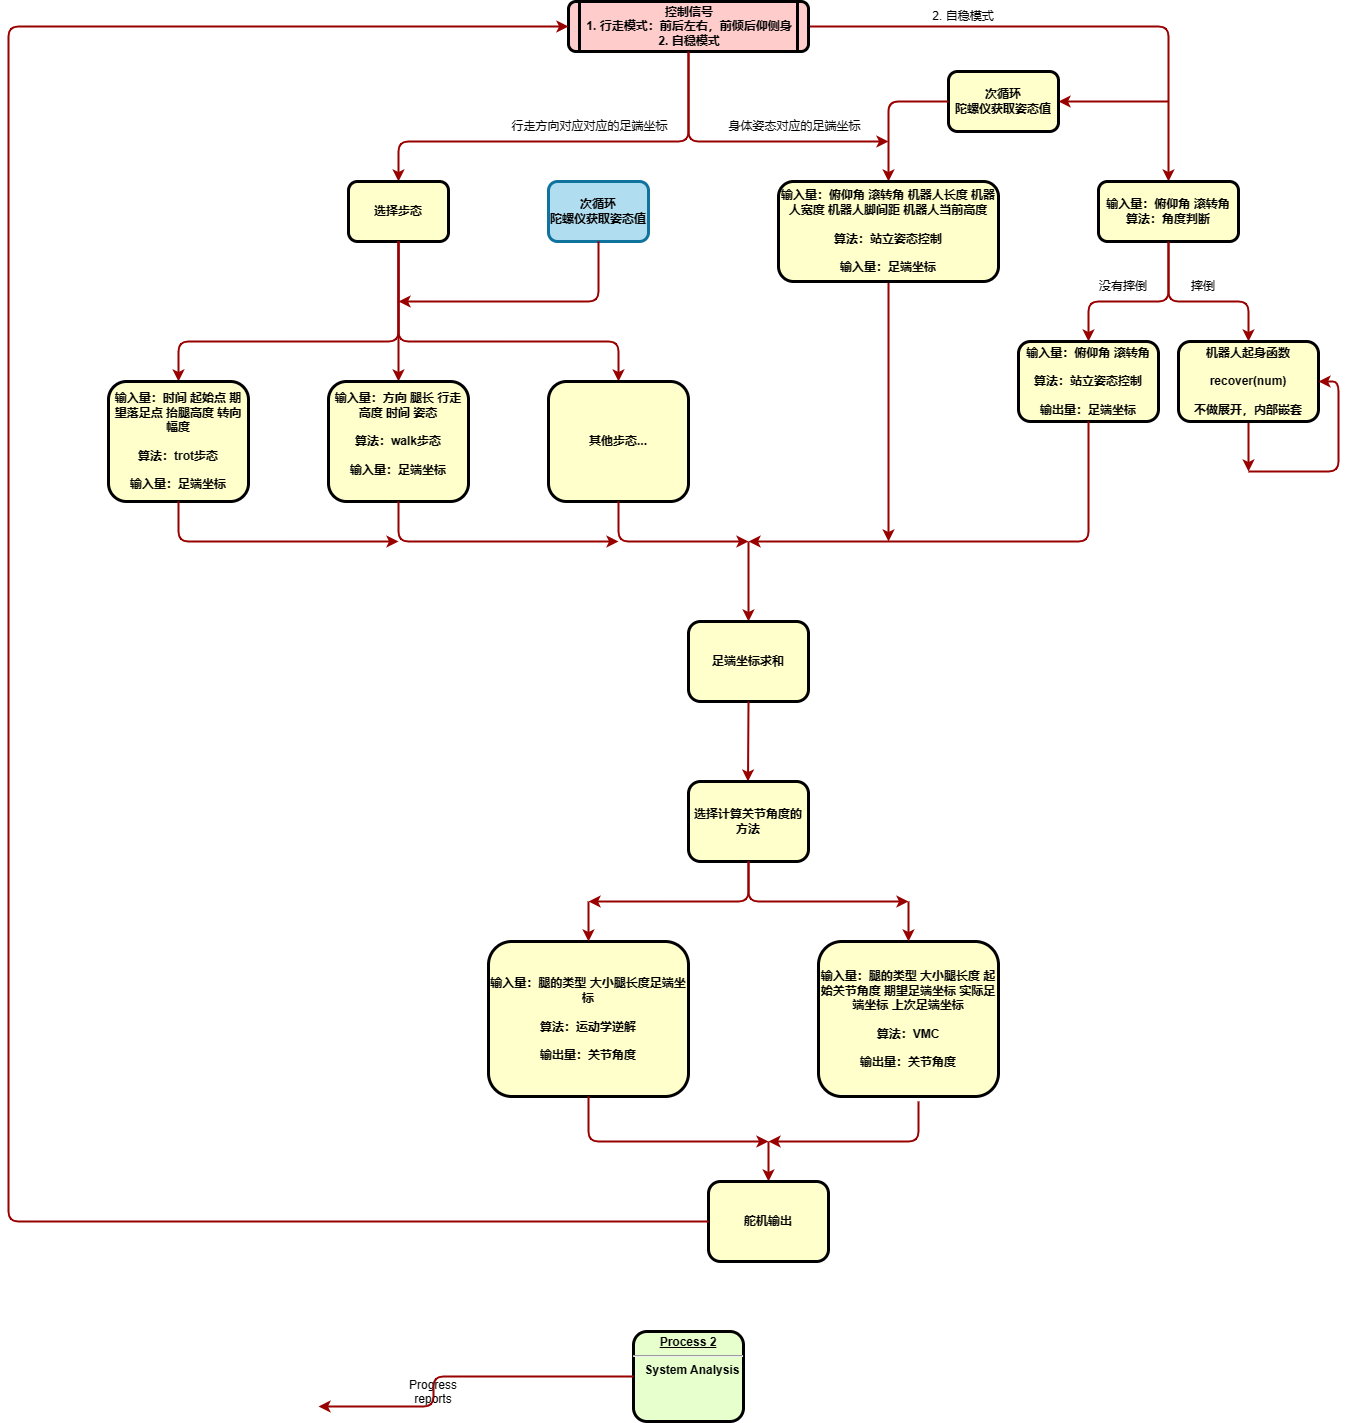 控制信号
1. 行走模式：前后左右，前倾后仰侧身
2. 自稳模式
2. 自稳模式
次循环
陀螺仪获取姿态值
行走方向对应对应的足端坐标
身体姿态对应的足端坐标
选择步态
次循环
陀螺仪获取姿态值
输入量：俯仰角 滚转角 机器人长度 机器
人宽度 机器人脚间距 机器人当前高度
算法：站立姿态控制
输入量：足端坐标
输入量：俯仰角 滚转角
算法：角度判断
没有摔倒
摔倒
输入量：俯仰角 滚转角
算法：站立姿态控制
输出量：足端坐标
机器人起身函数
recover(num)
不做展开，内部嵌套
输入量：时间 起始点 期
望落足点 抬腿高度 转向
幅度
算法：trot步态
输入量：足端坐标
输入量：方向 腿长 行走
高度 时间 姿态
算法：walk步态
输入量：足端坐标
其他步态...
足端坐标求和
选择计算关节角度的
方法
输入量：腿的类型 大小腿长度足端坐
标
算法：运动学逆解
输出量：关节角度
输入量：腿的类型 大小腿长度 起
始关节角度 期望足端坐标 实际足
端坐标 上次足端坐标
算法：VMC
输出量：关节角度
舵机输出
Process 2
System Analysis
Progress
reports